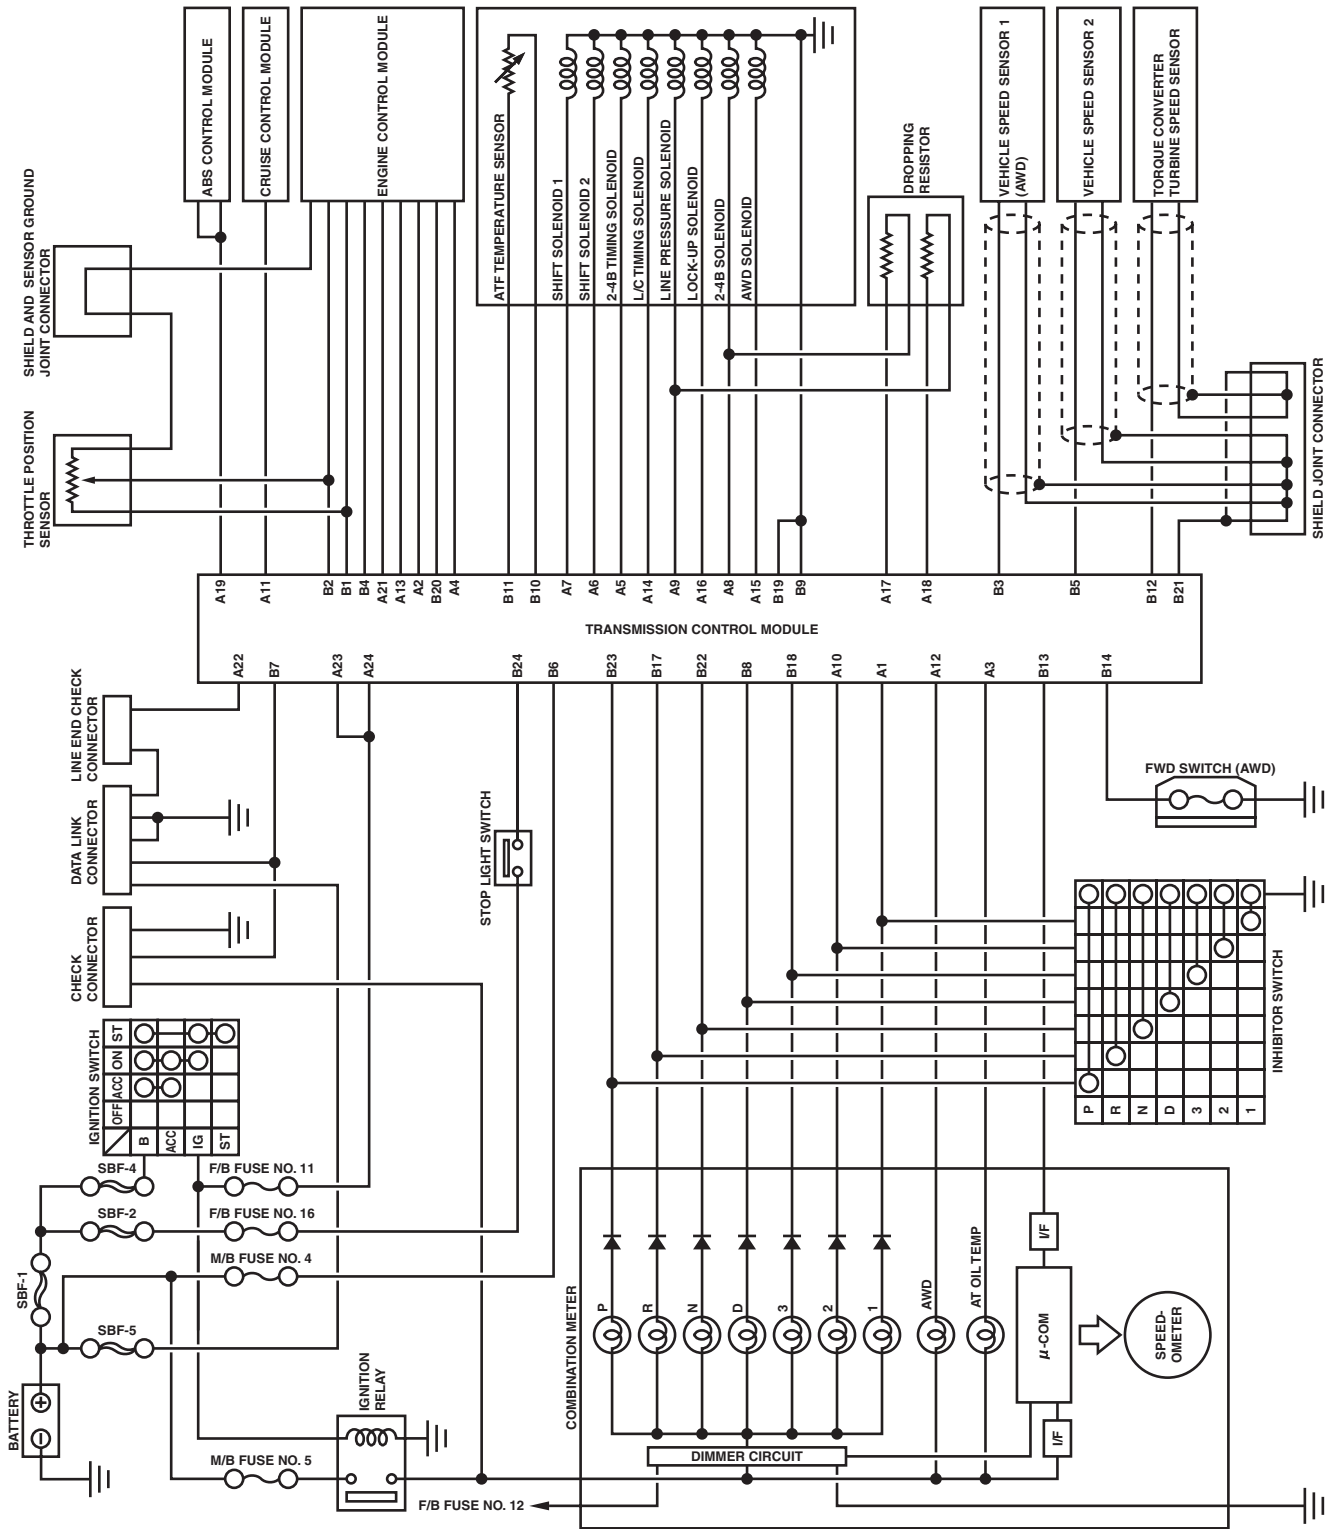 ABS CONTROL MODULE
CRUISE CONTROL MODULE
ENGINE CONTROL MODULE
ATF TEMPERATURE SENSOR
SHIFT SOLENOID 1
SHIFT SOLENOID 2
2-4B TIMING SOLENOID
L/C TIMING SOLENOID
LINE PRESSURE SOLENOID
LOCK-UP SOLENOID
2-4B SOLENOID
AWD SOLENOID
DROPPING
RESISTOR
VEHICLE SPEED SENSOR 1
(AWD)
VEHICLE SPEED SENSOR 2
TORQUE CONVERTER
TURBINE SPEED SENSOR
SHIELD AND SENSOR GROUND
JOINT CONNECTOR
THROTTLE POSITION
SENSOR
SHIELD JOINT CONNECTOR
A19
A11
B2
B1
B4
A21
A13
A2
B20
A4
B11
B10
A7
A6
A5
A14
A9
A16
A8
A15
B19
B9
A17
A18
B3
B5
B12
B21
TRANSMISSION CONTROL MODULE
A22
B7
A23
A24
B24
B6
B23
B17
B22
B8
B18
A10
A1
A12
A3
B13
B14
LINE END CHECK
CONNECTOR
DATA LINK
CONNECTOR
CHECK
CONNECTOR
STOP LIGHT SWITCH
FWD SWITCH (AWD)
IGNITION SWITCH
OFF
ACC
ON
ST
B
ACC
IG
ST
INHIBITOR SWITCH
P
R
N
D
3
2
1
SBF-4
F/B FUSE NO. 11
SBF-2
F/B FUSE NO. 16
SBF-1
M/B FUSE NO. 4
SBF-5
BATTERY
+
−
IGNITION
RELAY
M/B FUSE NO. 5
F/B FUSE NO. 12
COMBINATION METER
P
R
N
D
3
2
1
AWD
AT OIL TEMP
I/F
μ-COM
I/F
SPEED-
OMETER
DIMMER CIRCUIT